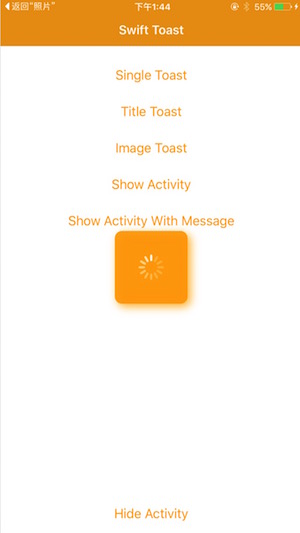 返回“照片” 下午1:44 55%
Swift Toast
Single Toast
Title Toast
Image Toast
Show Activity
Show Activity With Message
Hide Activity